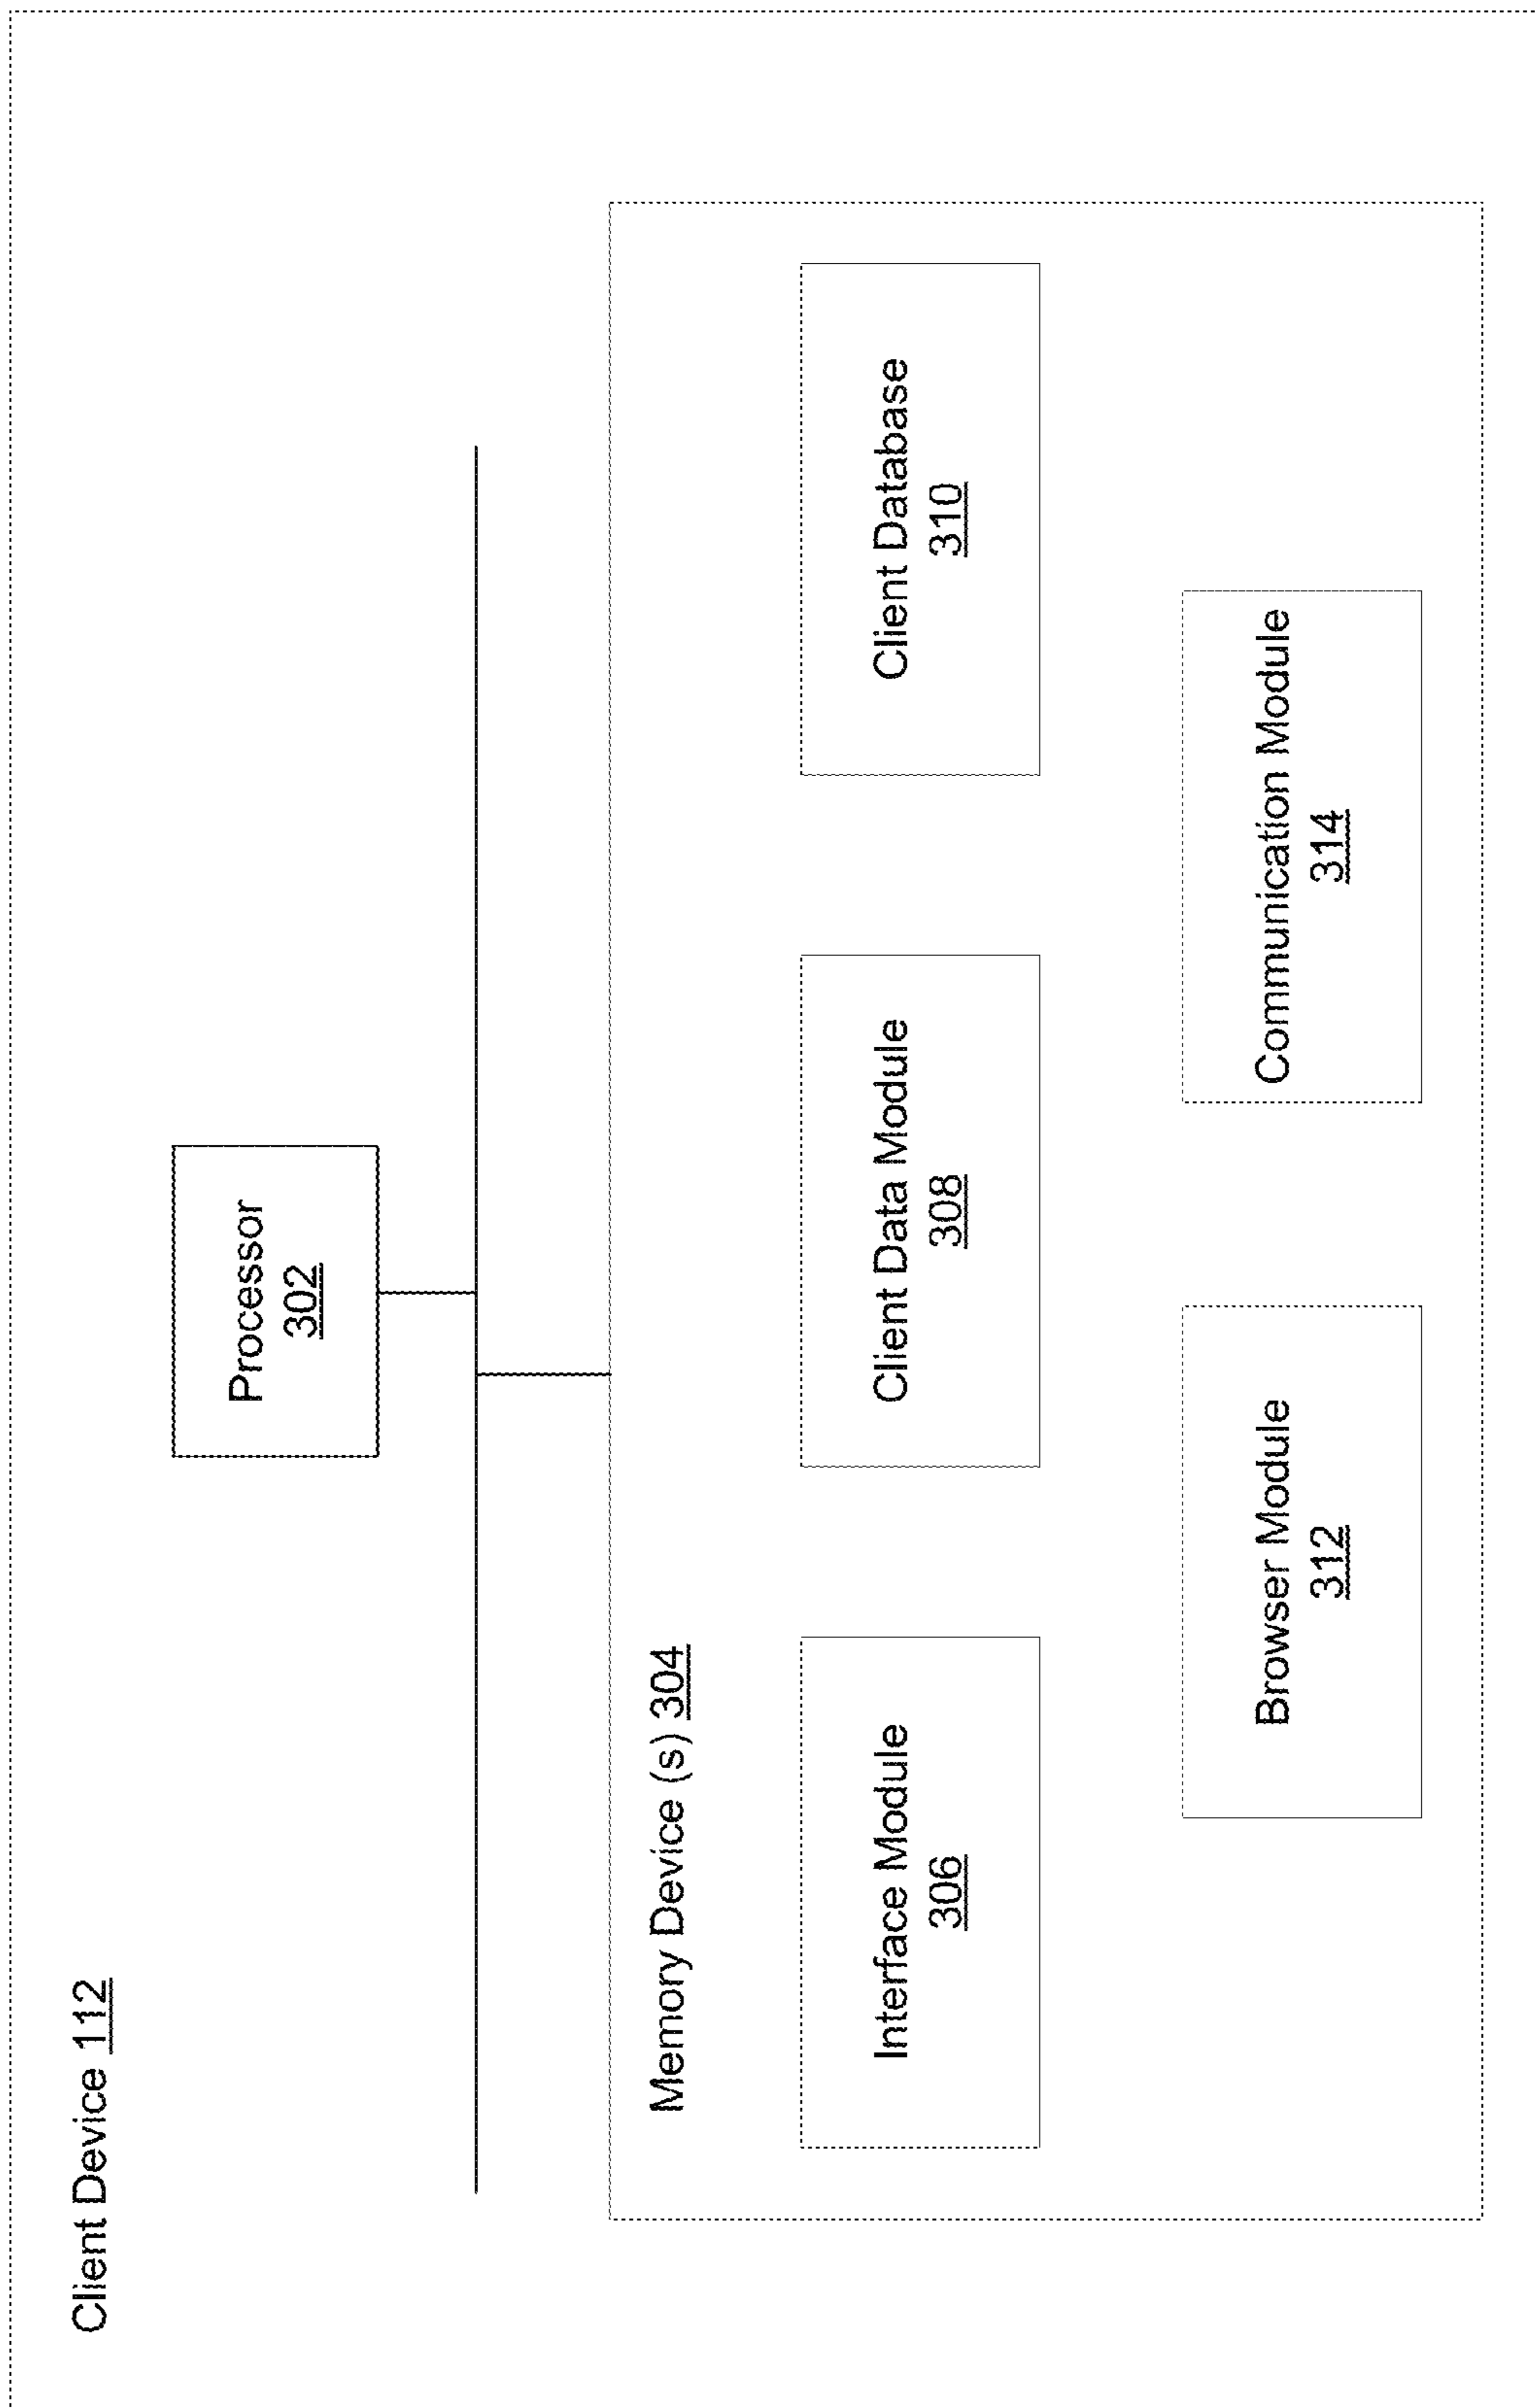 Client Device 112
Processor
302
Memory Device (s) 304
Interface Module
306
Client Data Module
308
Client Database
310
Browser Module
312
Communication Module
314